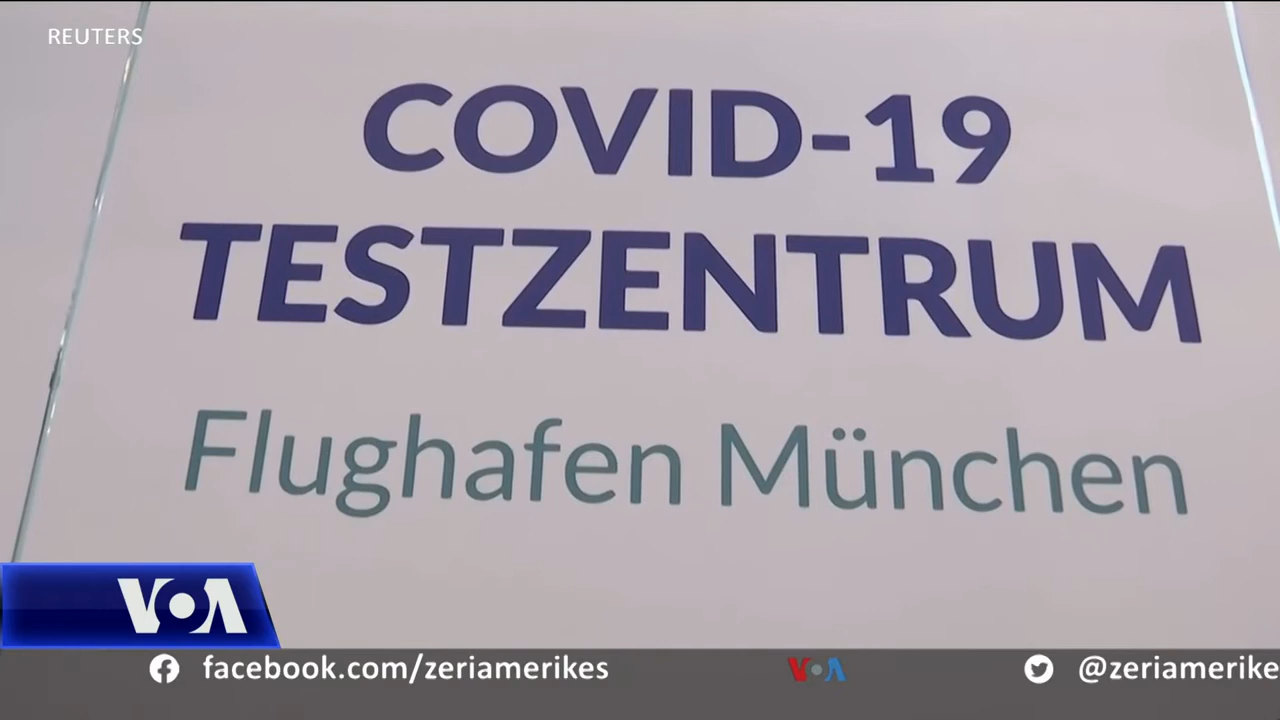 REUTERS
COVID-19
TESTZENTRUM
Flughafen München
VOA
facebook.com/zeriamerikes
VOA
@zeriamerike